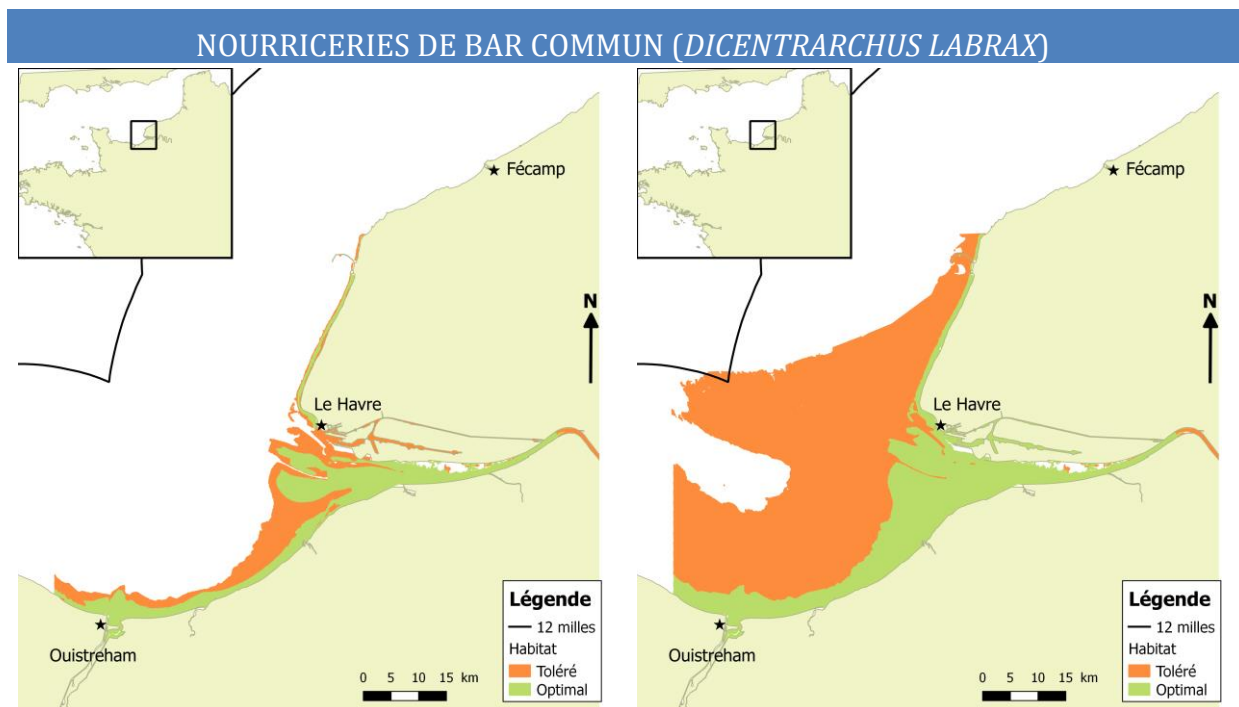 NOURRICERIES DE BAR COMMUN (DICENTRARCHUS LABRAX)
Fécamp
N
Le Havre
Ouistreham
0 5 10 15 km
Légende
12 milles
Habitat
Toléré
Optimal
Fécamp
N
Le Havre
Ouistreham
0 5 10 15 km
Légende
12 milles
Habitat
Toléré
Optimal